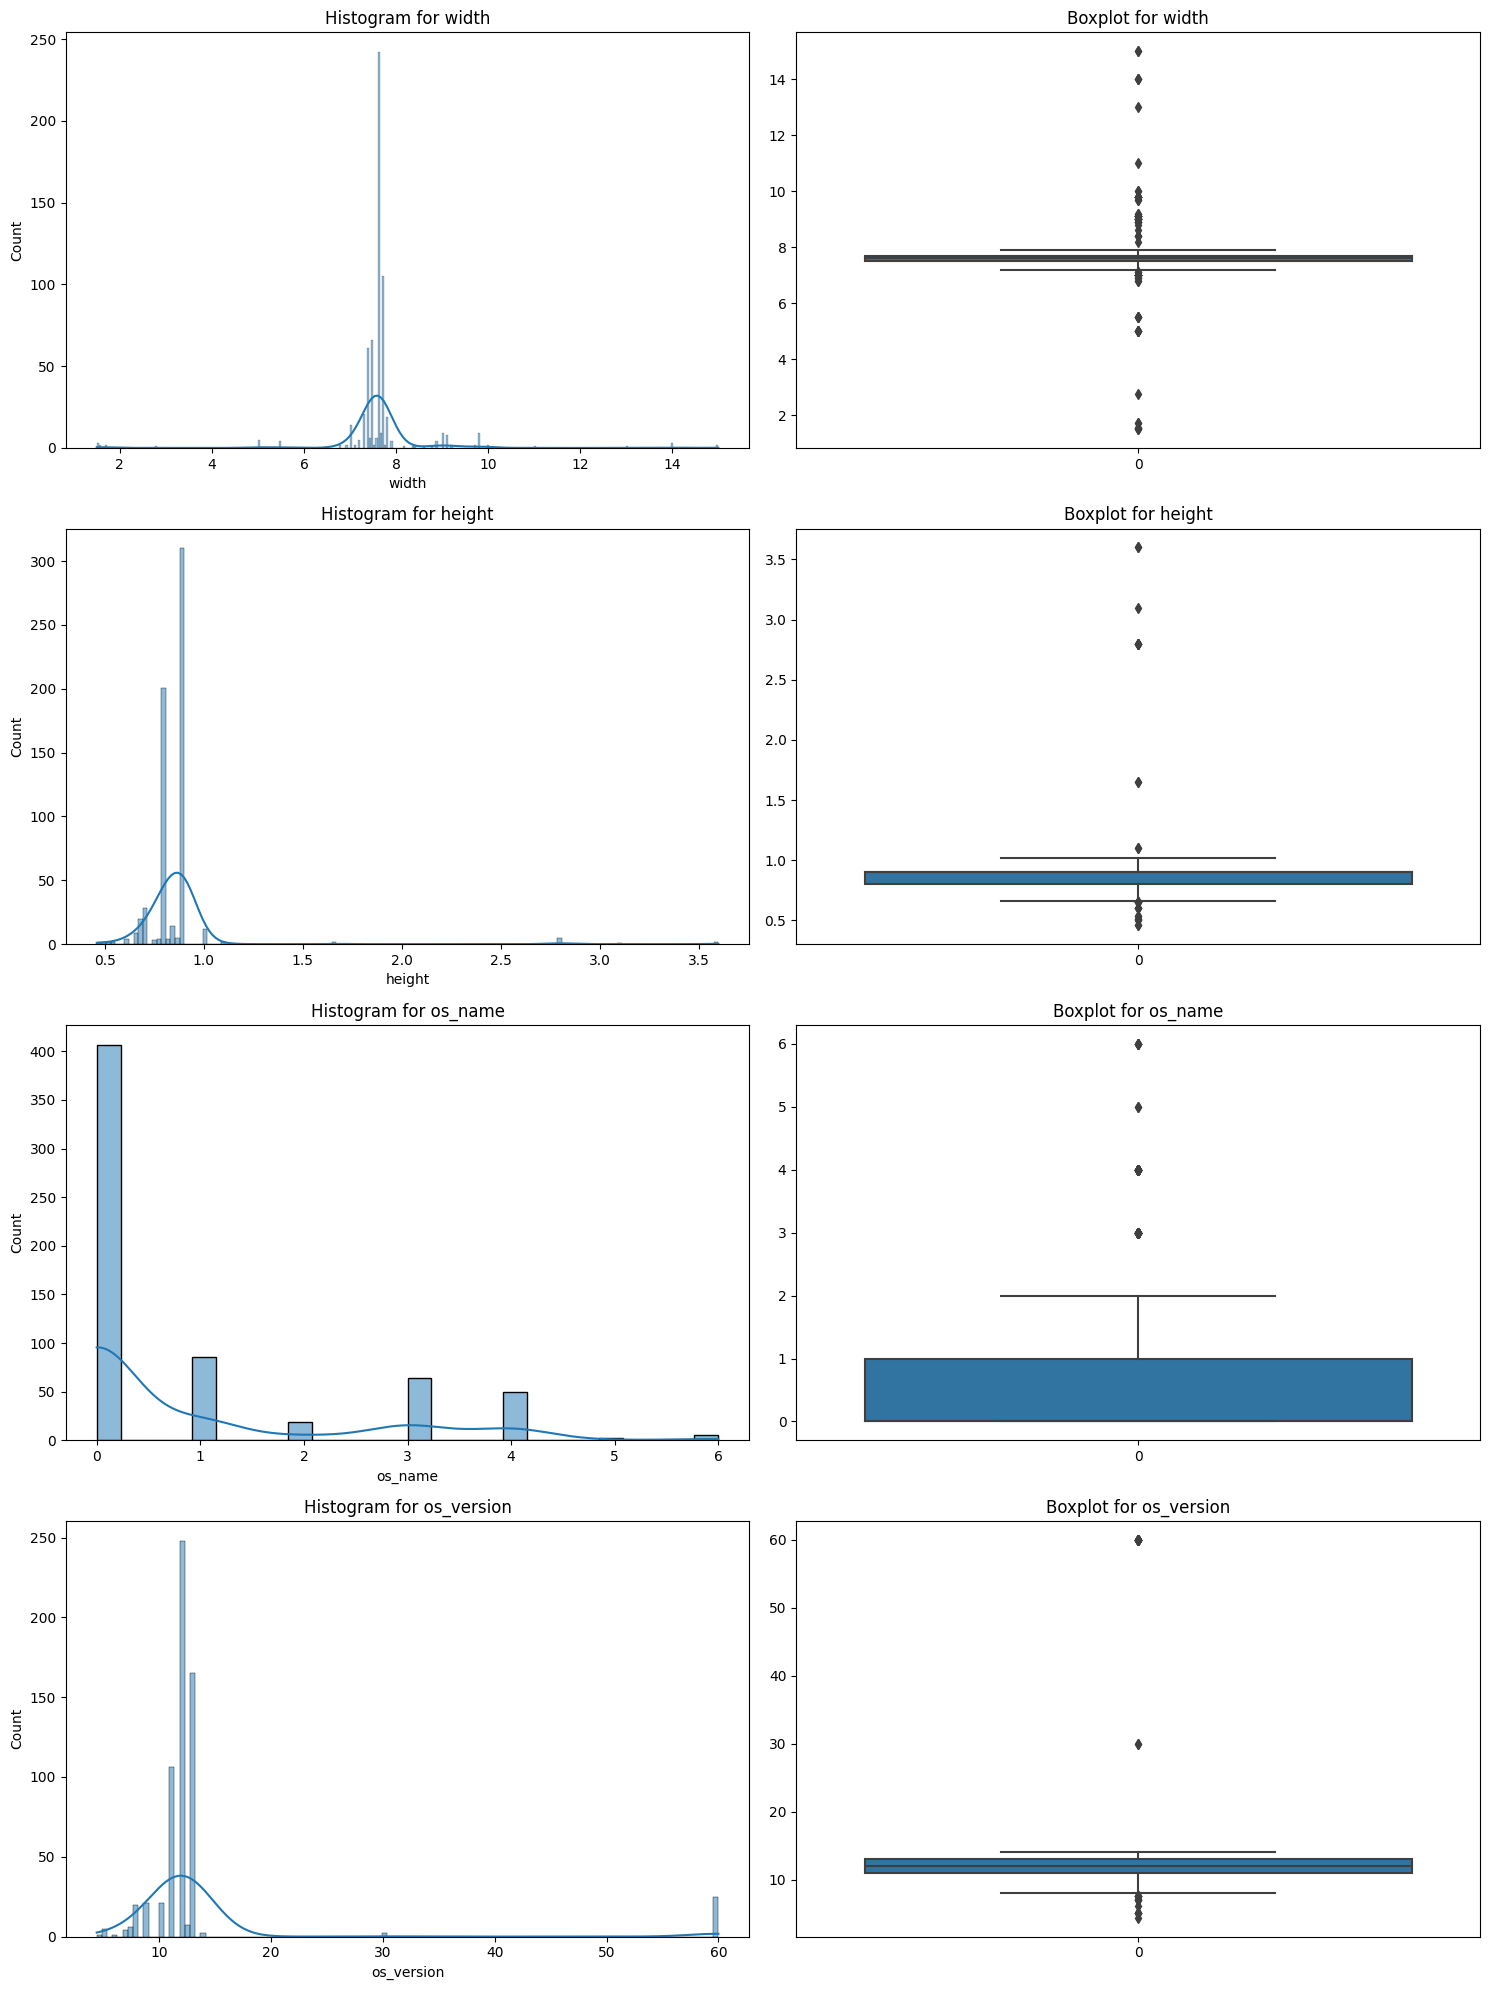 Histogram for width
250
200
150
100
50
0
Count
2 4 6 8 10 12 14
width
Boxplot for width
14
12
10
8
6
4
2
0
Histogram for height
300
250
200
150
100
50
0
Count
0.5 1.0 1.5 2.0 2.5 3.0 3.5
height
Boxplot for height
3.5
3.0
2.5
2.0
1.5
1.0
0.5
0
Histogram for os_name
400
350
300
250
200
150
100
50
0
Count
0 1 2 3 4 5 6
os_name
Boxplot for os_name
6
5
4
3
2
1
0
0
Histogram for os_version
250
200
150
100
50
0
Count
10 20 30 40 50 60
os_version
Boxplot for os_version
60
50
40
30
20
10
0